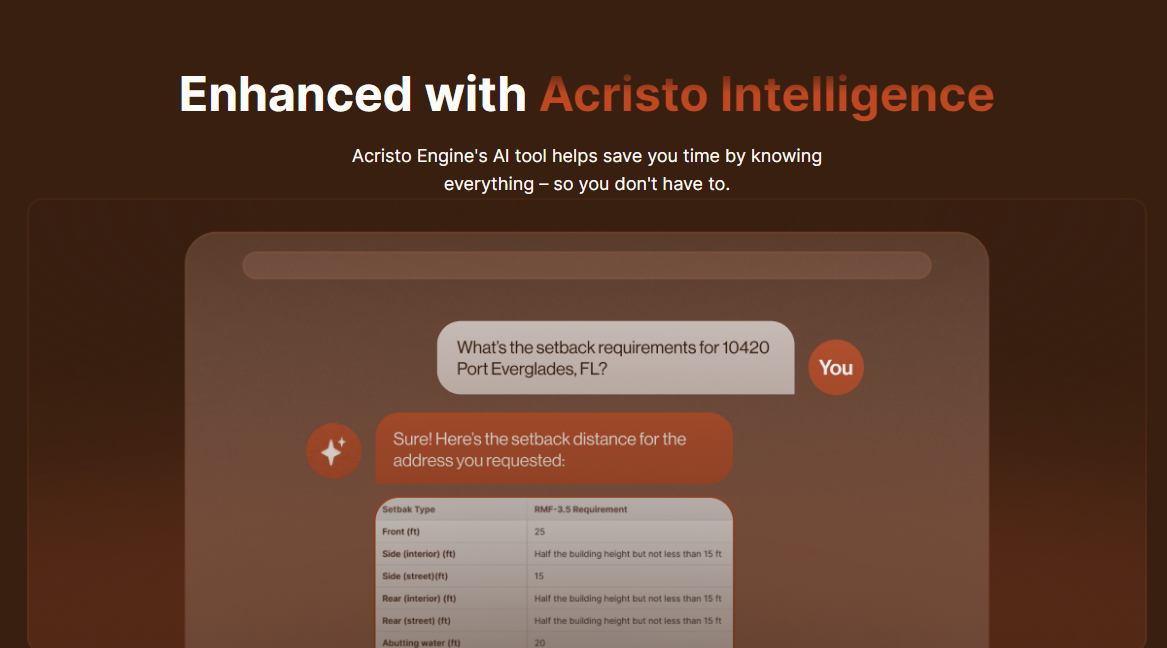 Enhanced with Acristo Intelligence
Acristo Engine's AI tool helps save you time by knowing
everything – so you don't have to.
What's the setback requirements for 10420
Port Everglades, FL?
You
Sure! Here's the setback distance for the
address you requested:
Setbak Type RMF-3.5 Requirement
Front (ft) 25
Side (interior) (ft) Half the building height but not less than 15 ft
Side (street)(ft) 15
Rear (interior) (ft) Half the building height but not less than 15 ft
Rear (street) (ft) Half the building height but not less than 15 ft
Abutting water (ft) 20